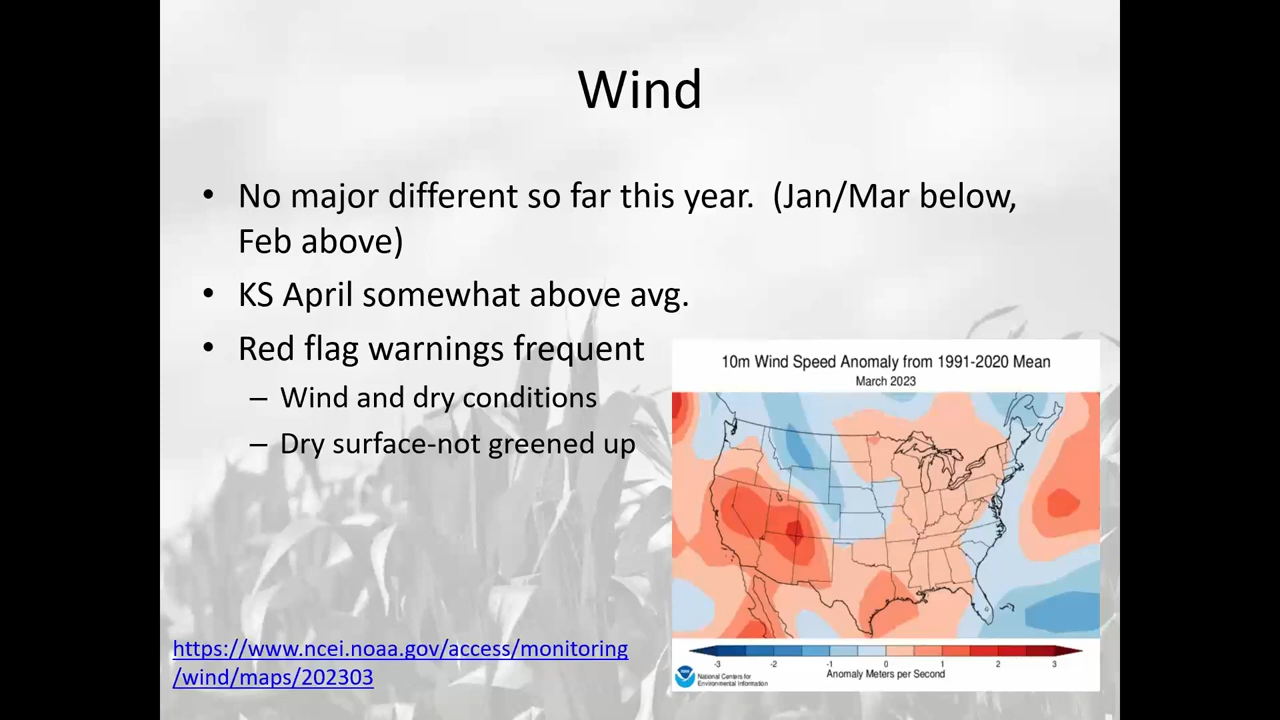 Wind
• No major different so far this year.  (Jan/Mar below,
Feb above)
• KS April somewhat above avg.
• Red flag warnings frequent
– Wind and dry conditions
– Dry surface-not greened up
10m Wind Speed Anomaly from 1991-2020 Mean
March 2023
-3 -2 -1 0 1 2 3
Anomaly Meters per Second
National Centers for
Environmental Information
https://www.ncei.noaa.gov/access/monitoring
/wind/maps/202303